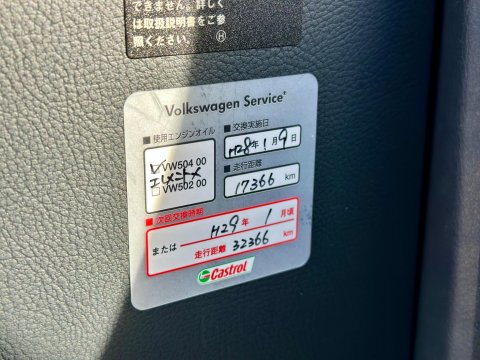 できません。詳しく
は取扱説明書をご参
照ください。 Ⓗ
Volkswagen Service®
■ 使用エンジンオイル
☑ VW504 00
エレメント〆
□ VW502 00
■ 交換実施日
H28年 1月 9日
■ 走行距離
17366 km
■ 次回交換時期
H29年 1月頃
または
走行距離 32366 km
Castrol